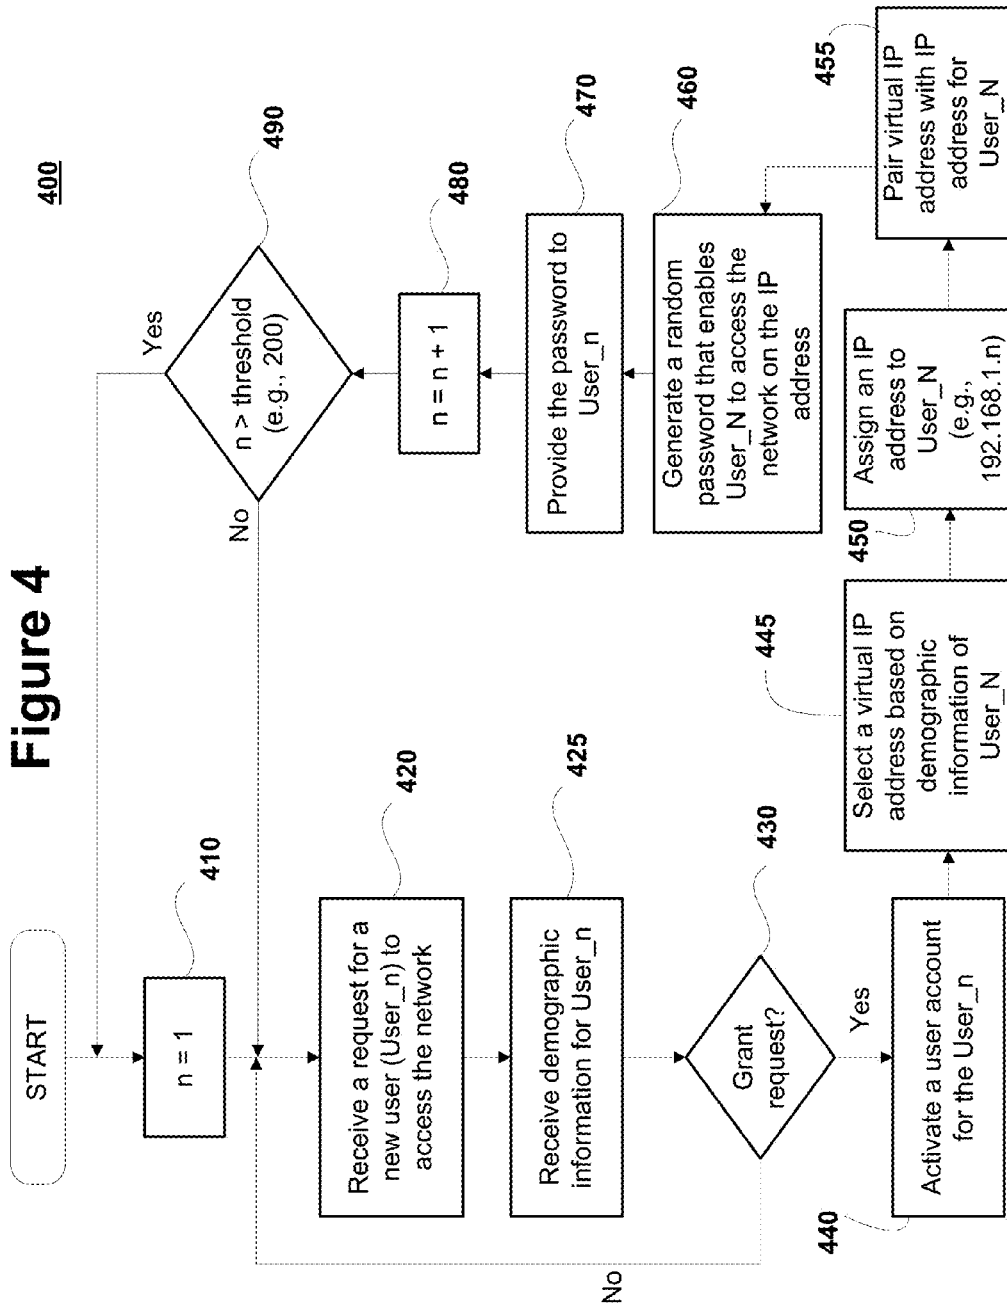 Figure 4
400
START
n = 1
410
Receive a request for a
new user (User_n) to
access the network
420
Receive demographic
information for User_n
425
Grant
request?
430
No
Yes
Activate a user account
for the User_n
440
Select a virtual IP
address based on
demographic
information of
User_N
445
Assign an IP
address to
User_N
(e.g.,
192.168.1.n)
450
Pair virtual IP
address with IP
address for
User_N
455
Generate a random
password that enables
User_N to access the
network on the IP
address
460
Provide the password to
User_n
470
n = n + 1
480
n > threshold
(e.g., 200)
490
No
Yes